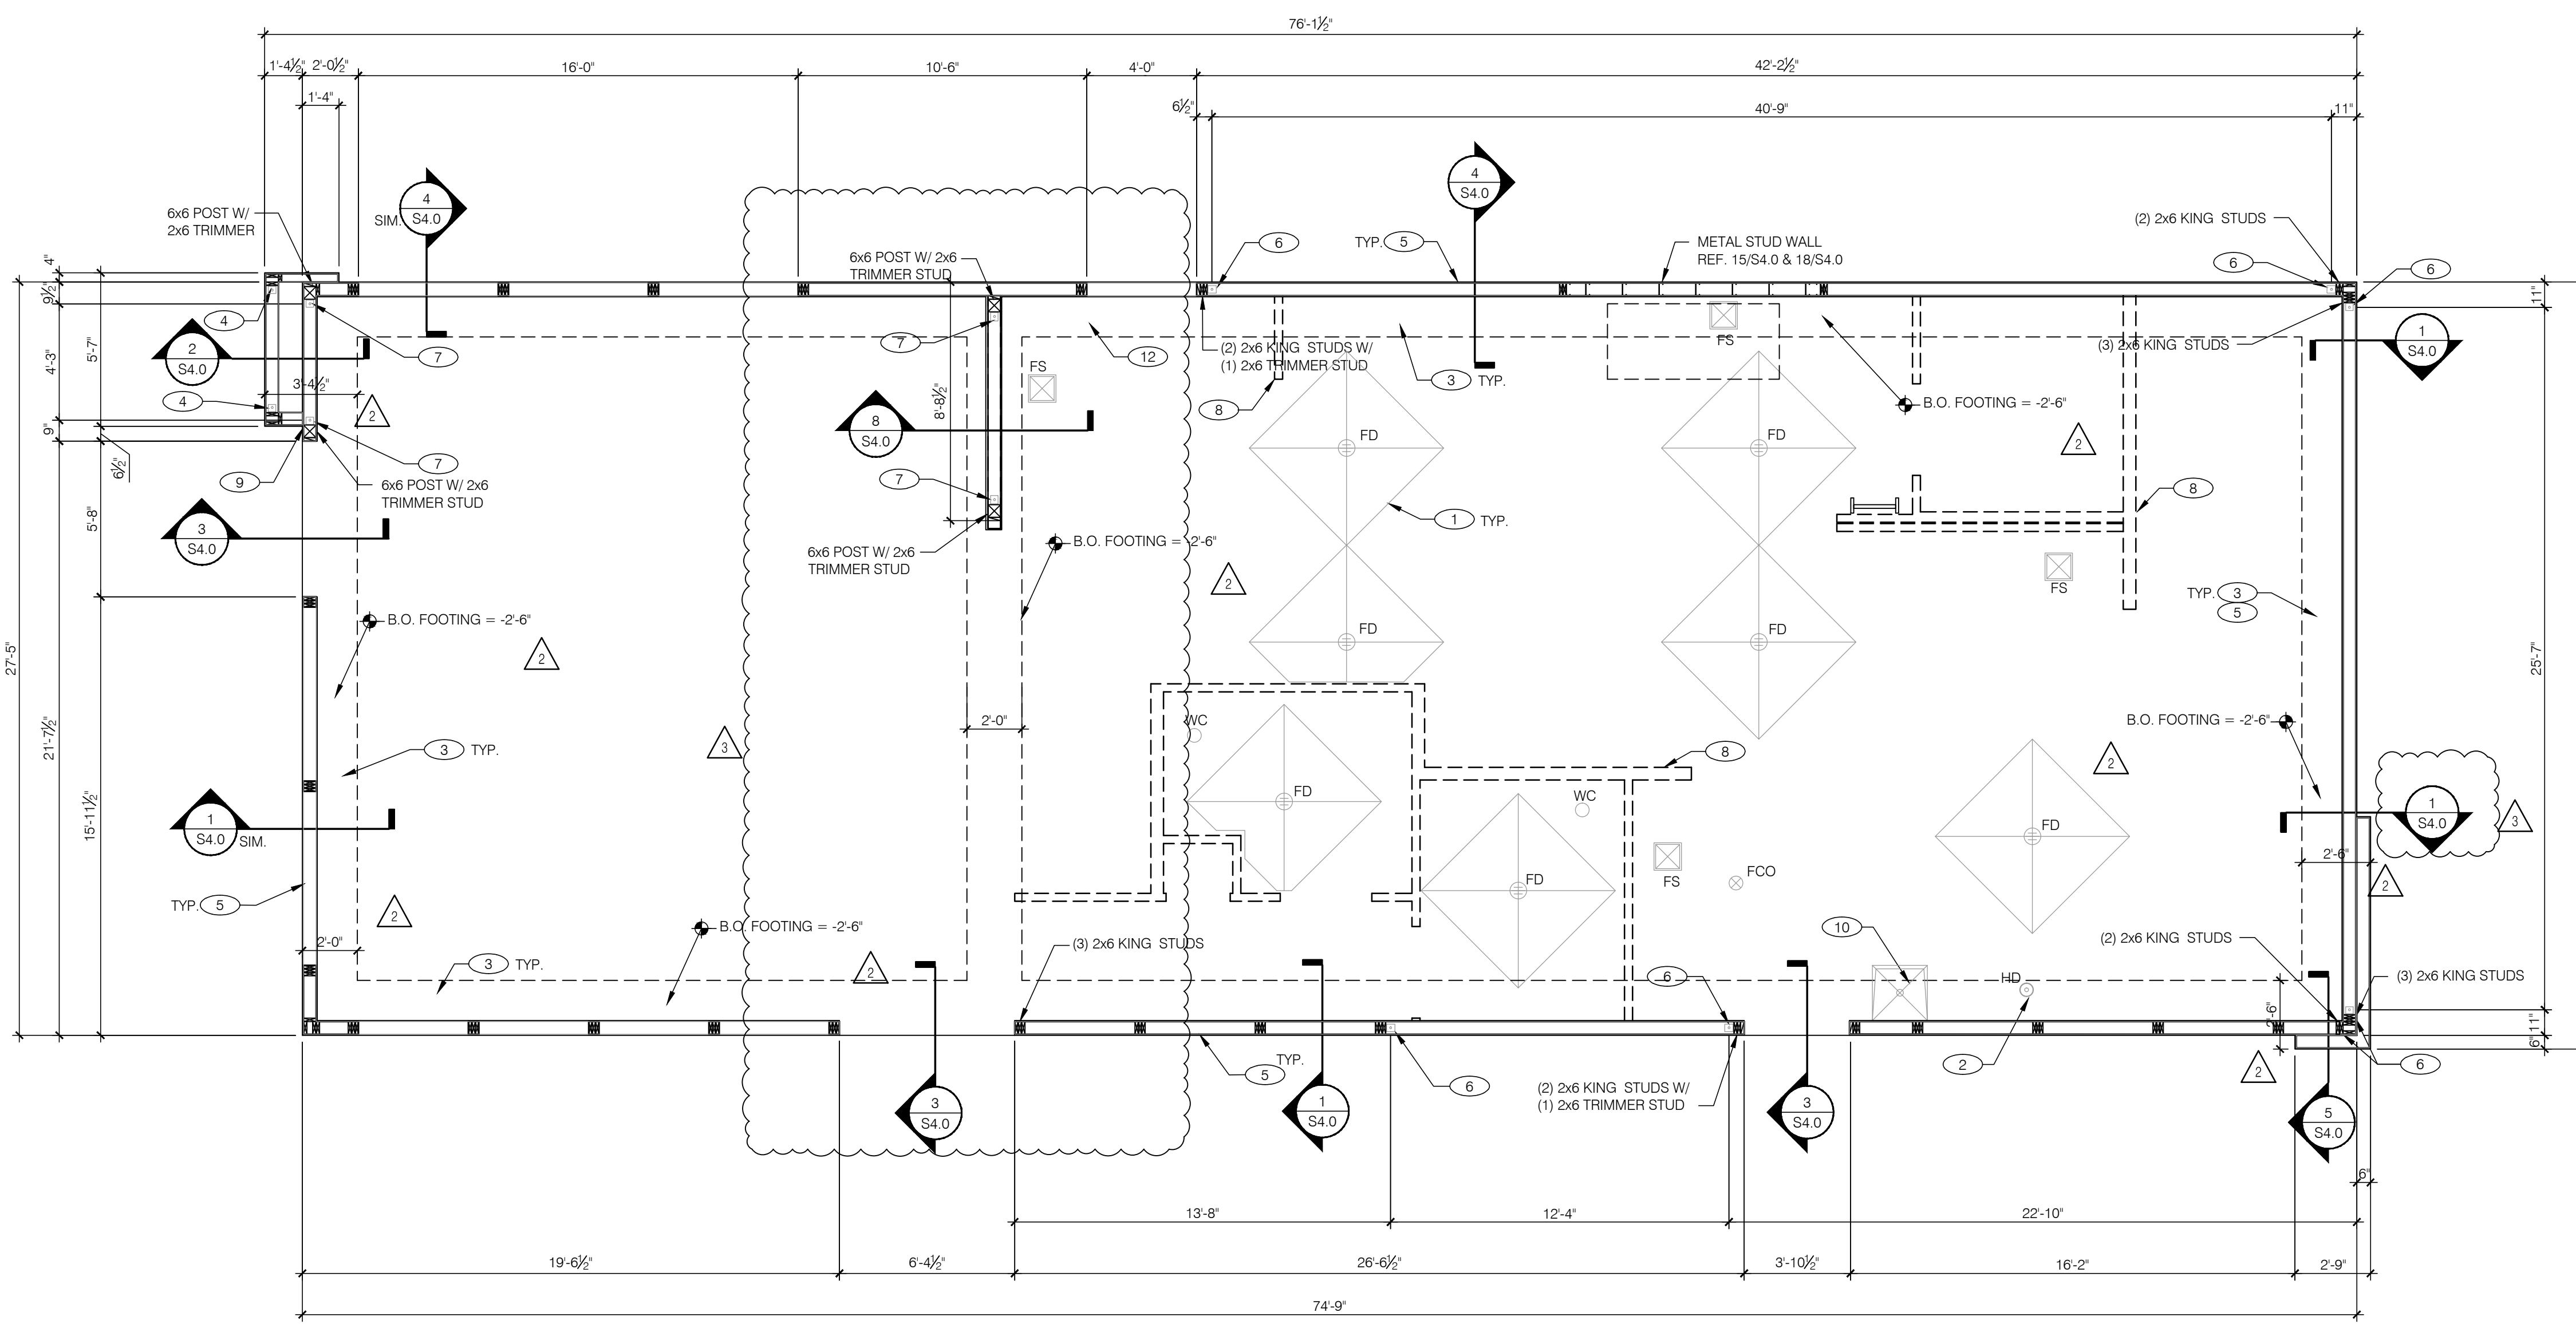 76'-1½"
1'-4½"
2'-0½"
16'-0"
10'-6"
4'-0"
42'-2½"
1'-4"
6½"
40'-9"
11"
4
S4.0
SIM.
4
S4.0
6x6 POST W/
2x6 TRIMMER
6x6 POST W/ 2x6
TRIMMER STUD
6
TYP.
5
METAL STUD WALL
REF. 15/S4.0 & 18/S4.0
(2) 2x6 KING STUDS
6
6
4"
9½"
4'-3"
9"
5'-7"
6½"
5'-8"
4
2
S4.0
7
3'-4½"
4
2
7
9
6x6 POST W/ 2x6
TRIMMER STUD
3
S4.0
7
8'-8½"
8
S4.0
7
6x6 POST W/ 2x6
TRIMMER STUD
12
FS
(2) 2x6 KING STUDS W/
(1) 2x6 TRIMMER STUD
8
3
TYP.
FS
(3) 2x6 KING STUDS
1
S4.0
11"
B.O. FOOTING = -2'-6"
2
FD
FD
1
TYP.
8
B.O. FOOTING = -2'-6"
2
FS
FD
FD
TYP.
3
5
27'-5"
21'-7½"
15'-11½"
25'-7"
B.O. FOOTING = -2'-6"
2
3
TYP.
3
2'-0"
WC
8
B.O. FOOTING = -2'-6"
2
1
S4.0
SIM.
FD
WC
FD
FD
1
S4.0
3
2'-6"
2
FS
FCO
TYP.
5
2
2'-0"
B.O. FOOTING = -2'-6"
3
TYP.
2
(3) 2x6 KING STUDS
10
(2) 2x6 KING STUDS
6
HD
(3) 2x6 KING STUDS
2'-6"
11"
6"
TYP.
5
6
2
2
6
3
S4.0
1
S4.0
(2) 2x6 KING STUDS W/
(1) 2x6 TRIMMER STUD
3
S4.0
5
S4.0
6"
13'-8"
12'-4"
22'-10"
19'-6½"
6'-4½"
26'-6½"
3'-10½"
16'-2"
2'-9"
74'-9"